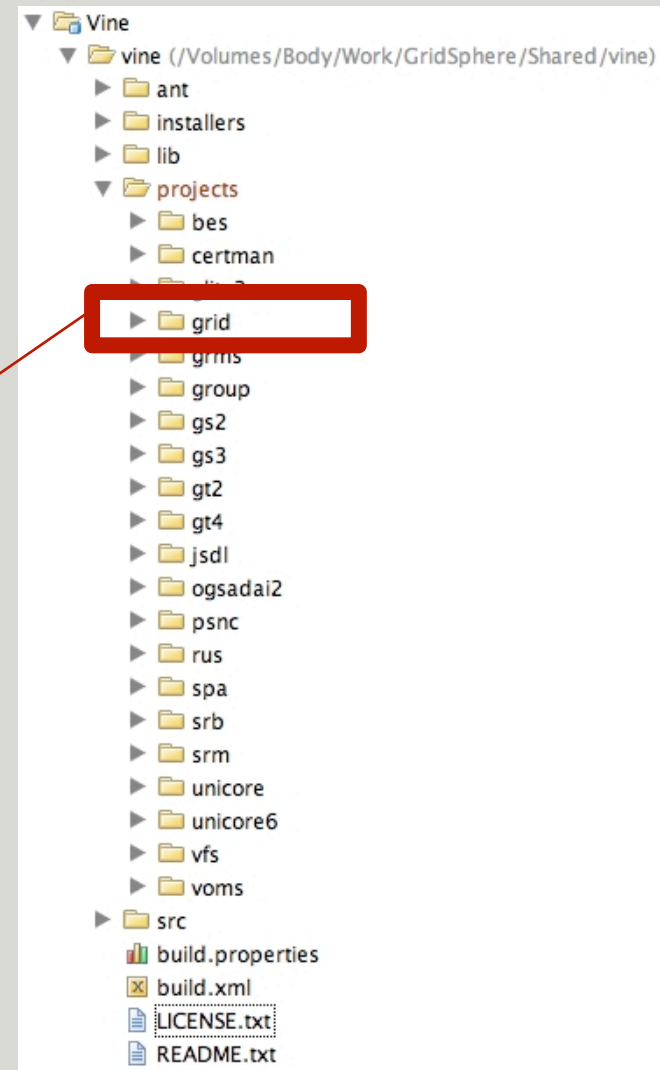 Vine
vine (/Volumes/Body/Work/GridSphere/Shared/vine)
ant
installers
lib
projects
bes
certman
grid
grms
group
gs2
gs3
gt2
gt4
jsdl
ogsadai2
psnc
rus
spa
srb
srm
unicore
unicore6
vfs
voms
src
build.properties
build.xml
LICENSE.txt
README.txt